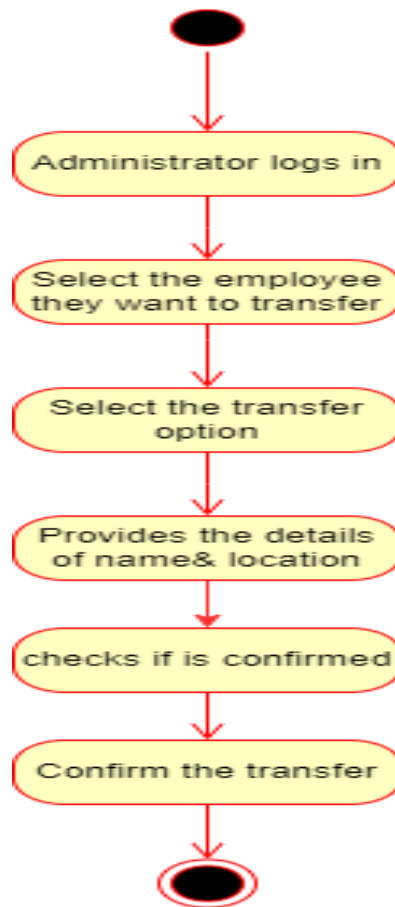 Administrator logs in
Select the employee
they want to transfer
Select the transfer
option
Provides the details
of name& location
checks if is confirmed
Confirm the transfer